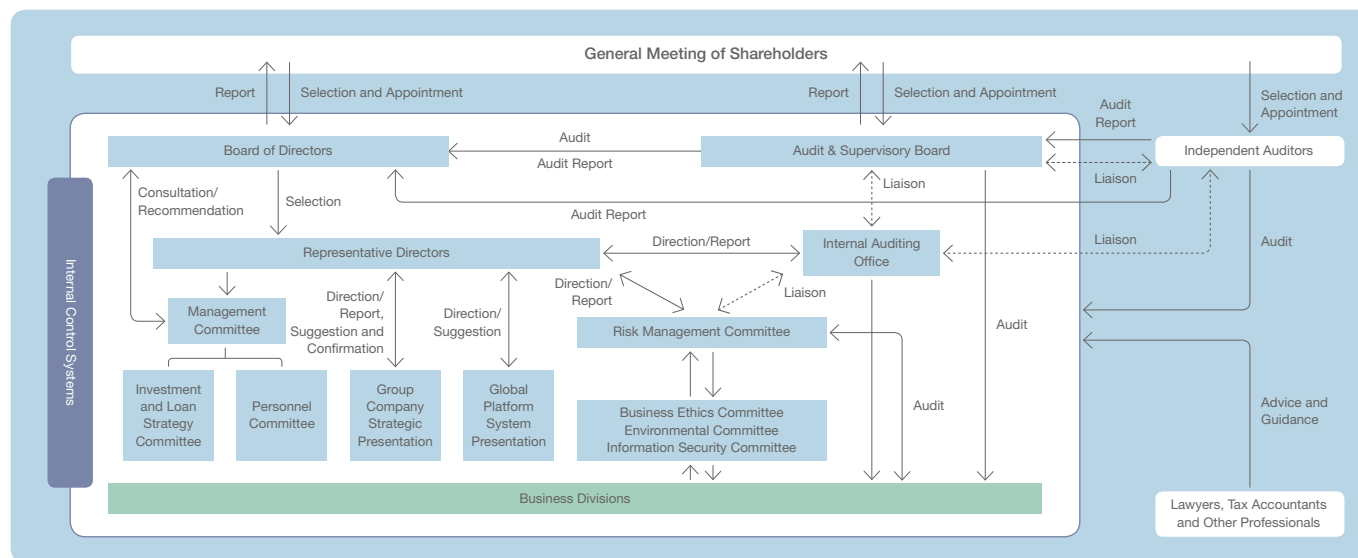 General Meeting of Shareholders
Report
Selection and Appointment
Report
Selection and Appointment
Selection and
Appointment
Audit
Report
Board of Directors
Audit
Audit Report
Audit & Supervisory Board
Independent Auditors
Liaison
Consultation/
Recommendation
Selection
Liaison
Audit Report
Internal Control Systems
Representative Directors
Direction/Report
Internal Auditing
Office
Liaison
Audit
Management
Committee
Direction/
Report,
Suggestion and
Confirmation
Direction/
Suggestion
Direction/
Report
Liaison
Risk Management Committee
Audit
Investment
and Loan
Strategy
Committee
Personnel
Committee
Group
Company
Strategic
Presentation
Global
Platform
System
Presentation
Business Ethics Committee
Environmental Committee
Information Security Committee
Audit
Advice and
Guidance
Business Divisions
Lawyers, Tax Accountants
and Other Professionals